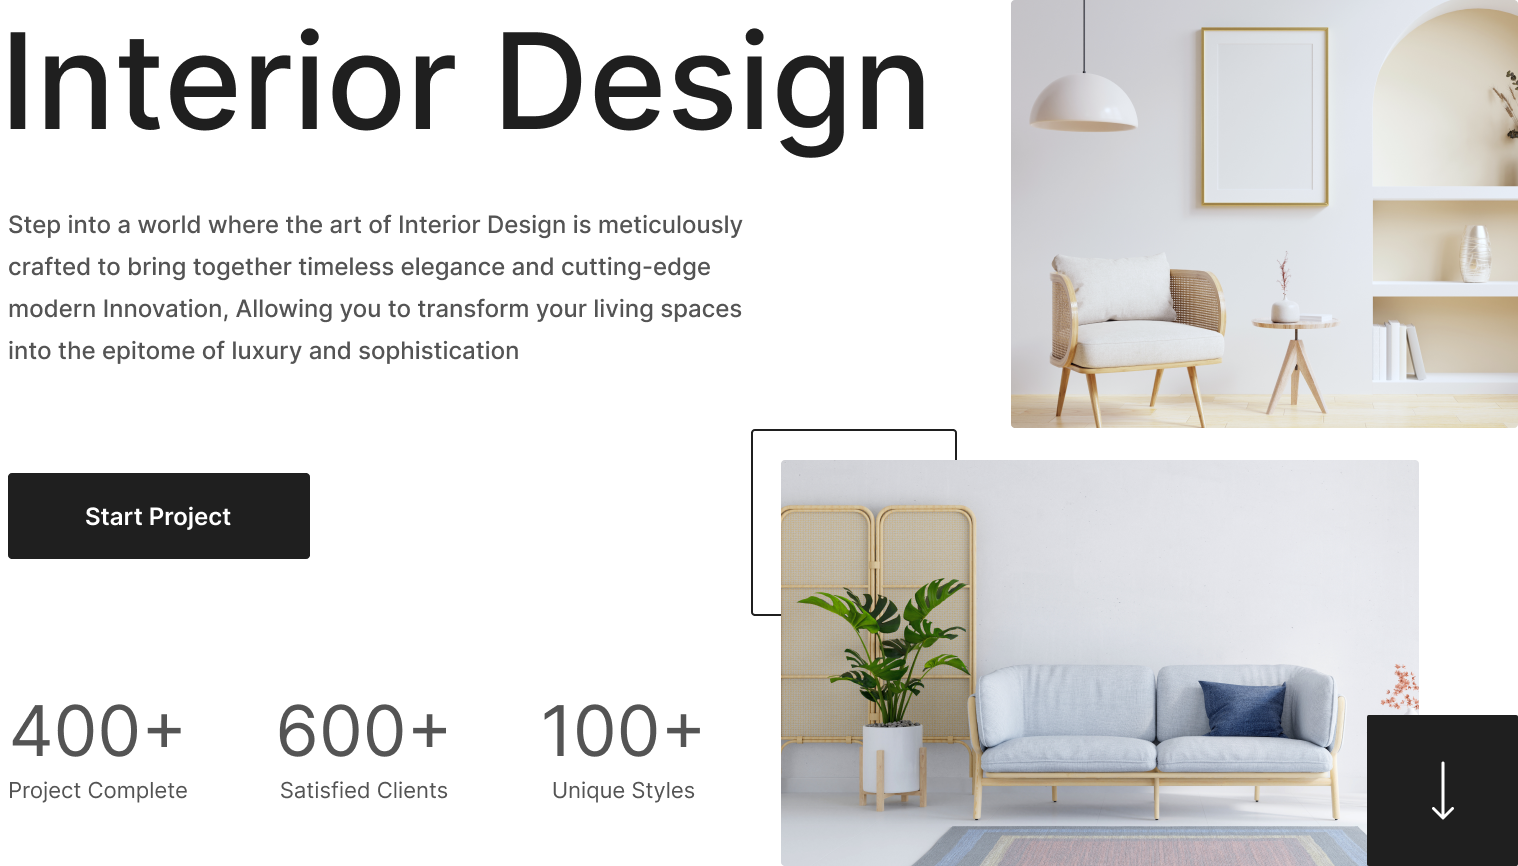 Interior Design
Step into a world where the art of Interior Design is meticulously
crafted to bring together timeless elegance and cutting-edge
modern Innovation, Allowing you to transform your living spaces
into the epitome of luxury and sophistication
Start Project
400+
Project Complete
600+
Satisfied Clients
100+
Unique Styles